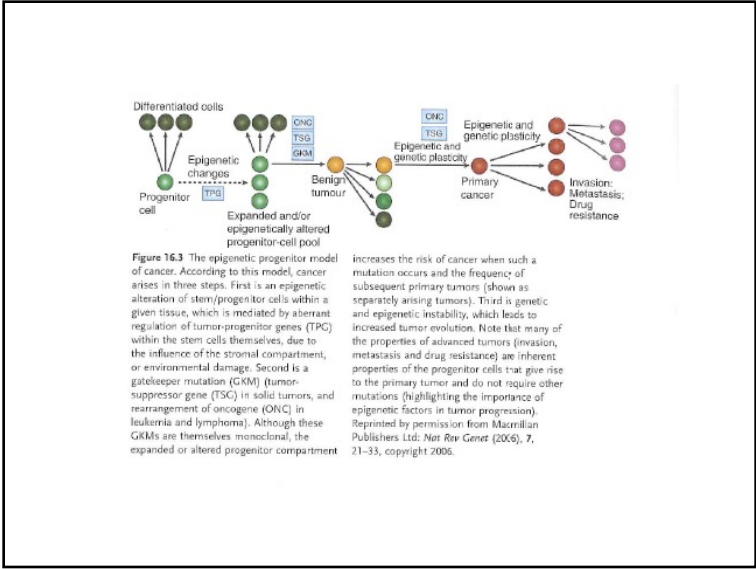 Differentiated cells
ONC
TSG
GKM
ONC
TSG
Epigenetic and
genetic plasticity
Epigenetic and
genetic plasticity
Epigenetic
changes
TPG
Progenitor
cell
Expanded and/or
epigenetically altered
progenitor-cell pool
Benign
tumour
Primary
cancer
Invasion;
Metastasis;
Drug
resistance
Figure 16.3 The epigenetic progenitor model
of cancer. According to this model, cancer
arises in three steps. First is an epigenetic
alteration of stem/progenitor cells within a
given tissue, which is mediated by aberrant
regulation of tumor-progenitor genes (TPG)
within the stem cells themselves, due to
the influence of the stromal compartment,
or environmental damage. Second is a
gatekeeper mutation (GKM) (tumor-
suppressor gene (TSG) in solid tumors, and
rearrangement of oncogene (ONC) in
leukemia and lymphoma). Although these
GKMs are themselves monoclonal, the
expanded or altered progenitor compartment
increases the risk of cancer when such a
mutation occurs and the frequency of
subsequent primary tumors (shown as
separately arising tumors). Third is genetic
and epigenetic instability, which leads to
increased tumor evolution. Note that many of
the properties of advanced tumors (invasion,
metastasis and drug resistance) are inherent
properties of the progenitor cells that give rise
to the primary tumor and do not require other
mutations (highlighting the importance of
epigenetic factors in tumor progression).
Reprinted by permission from Macmillan
Publishers Ltd: Nat Rev Genet (2006), 7,
21–33, copyright 2006.